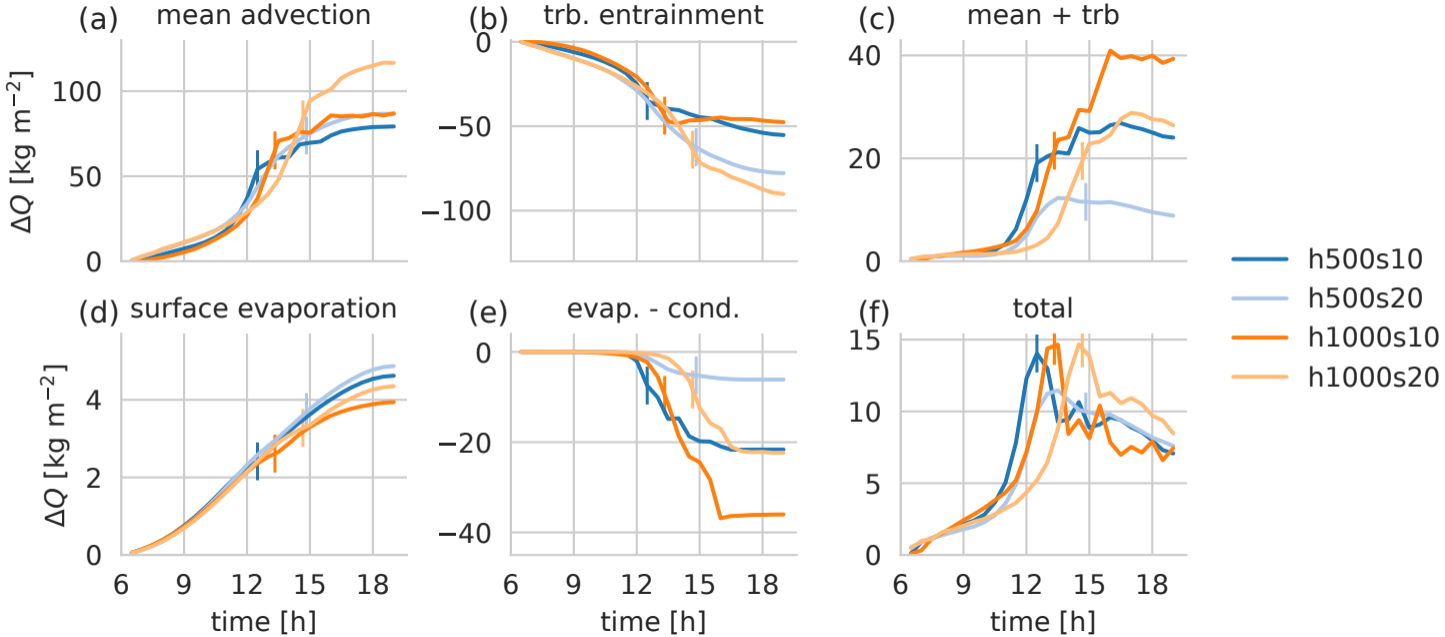 (a) mean advection
(b) trb. entrainment
(c) mean + trb
ΔQ [kg m⁻²]
100
50
0
0
−50
−100
40
20
0
(d) surface evaporation
(e) evap. - cond.
(f) total
ΔQ [kg m⁻²]
4
2
0
0
−20
−40
15
10
5
0
6 9 12 15 18
6 9 12 15 18
6 9 12 15 18
time [h]
time [h]
time [h]
h500s10
h500s20
h1000s10
h1000s20